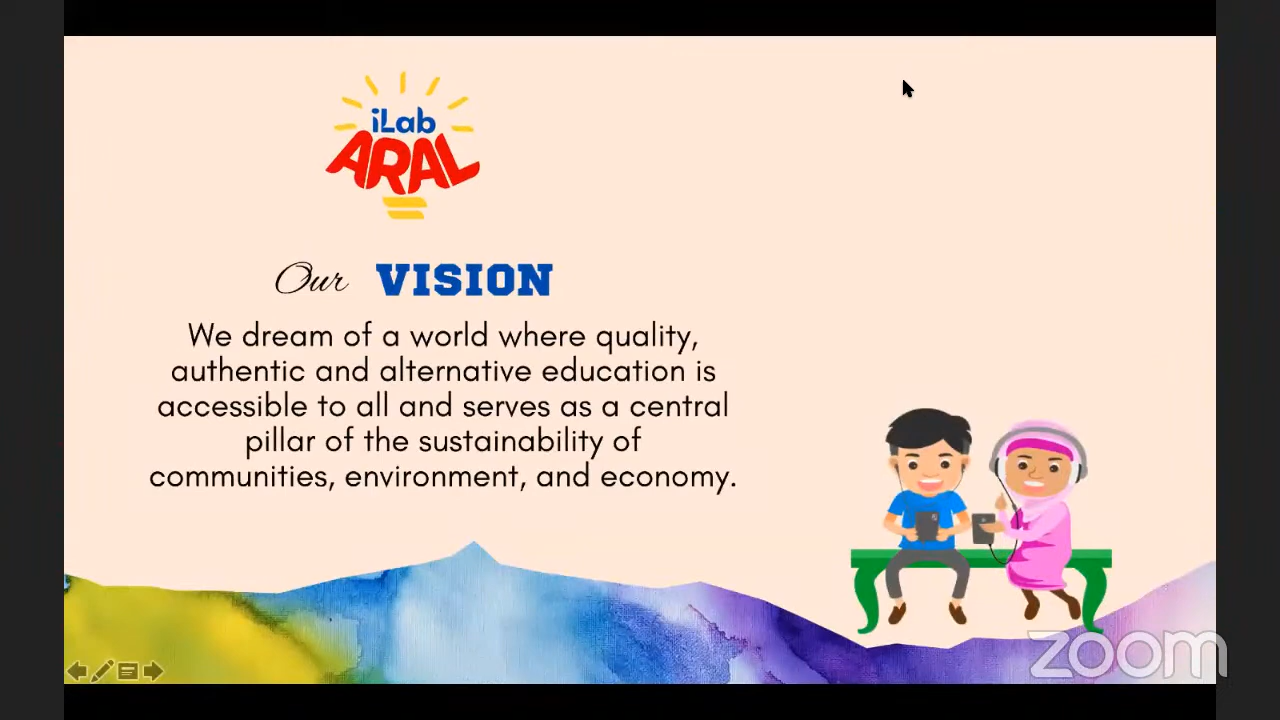 iLab
ARAL
Our VISION
We dream of a world where quality,
authentic and alternative education is
accessible to all and serves as a central
pillar of the sustainability of
communities, environment, and economy.
zoom